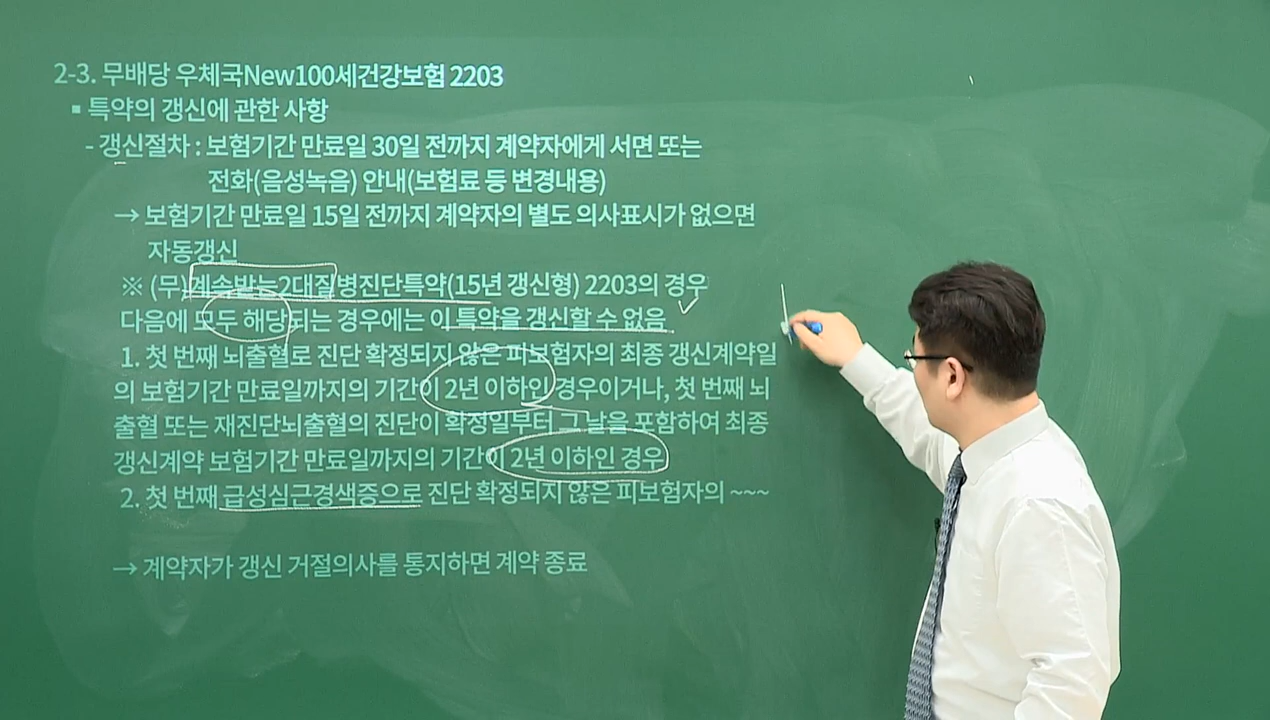 2-3. 무배당 우체국New100세건강보험 2203
▪ 특약의 갱신에 관한 사항
- 갱신절차 : 보험기간 만료일 30일 전까지 계약자에게 서면 또는
전화(음성녹음) 안내(보험료 등 변경내용)
→ 보험기간 만료일 15일 전까지 계약자의 별도 의사표시가 없으면
자동갱신
※ (무)계속받는2대질병진단특약(15년 갱신형) 2203의 경우
다음에 모두 해당되는 경우에는 이 특약을 갱신할 수 없음
1. 첫 번째 뇌출혈로 진단 확정되지 않은 피보험자의 최종 갱신계약일
의 보험기간 만료일까지의 기간이 2년 이하인 경우이거나, 첫 번째 뇌
출혈 또는 재진단뇌출혈의 진단이 확정일부터 그 날을 포함하여 최종
갱신계약 보험기간 만료일까지의 기간이 2년 이하인 경우
2. 첫 번째 급성심근경색증으로 진단 확정되지 않은 피보험자의 ~~~
→ 계약자가 갱신 거절의사를 통지하면 계약 종료